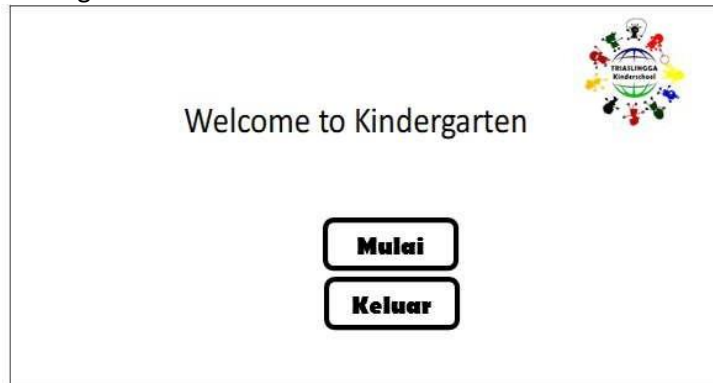 TRIASLINGGA
Kinderschool
Welcome to Kindergarten
Mulai
Keluar